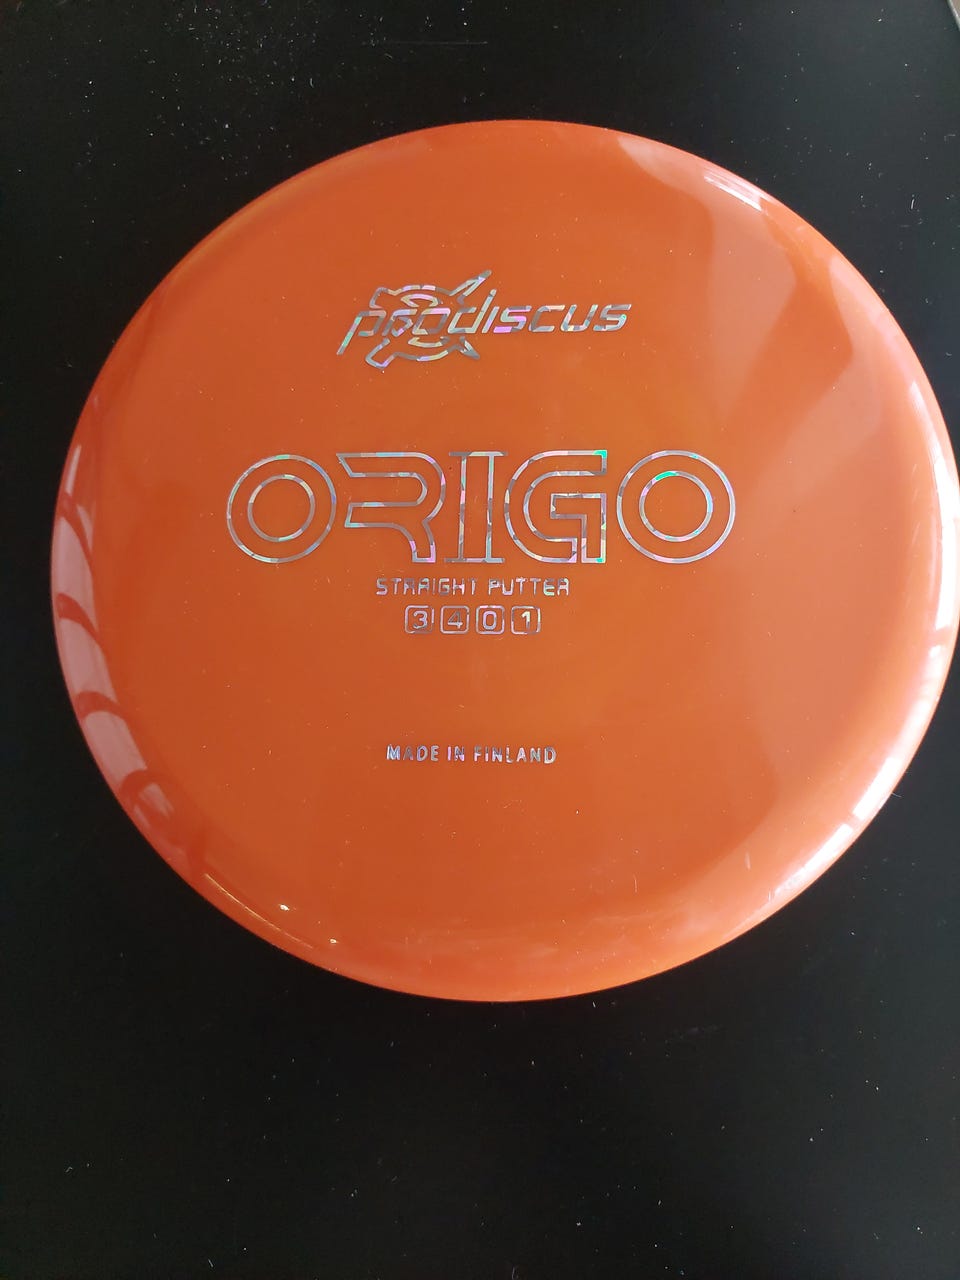 prodiscus
ORIGO
STRAIGHT PUTTER
3 4 0 1
MADE IN FINLAND